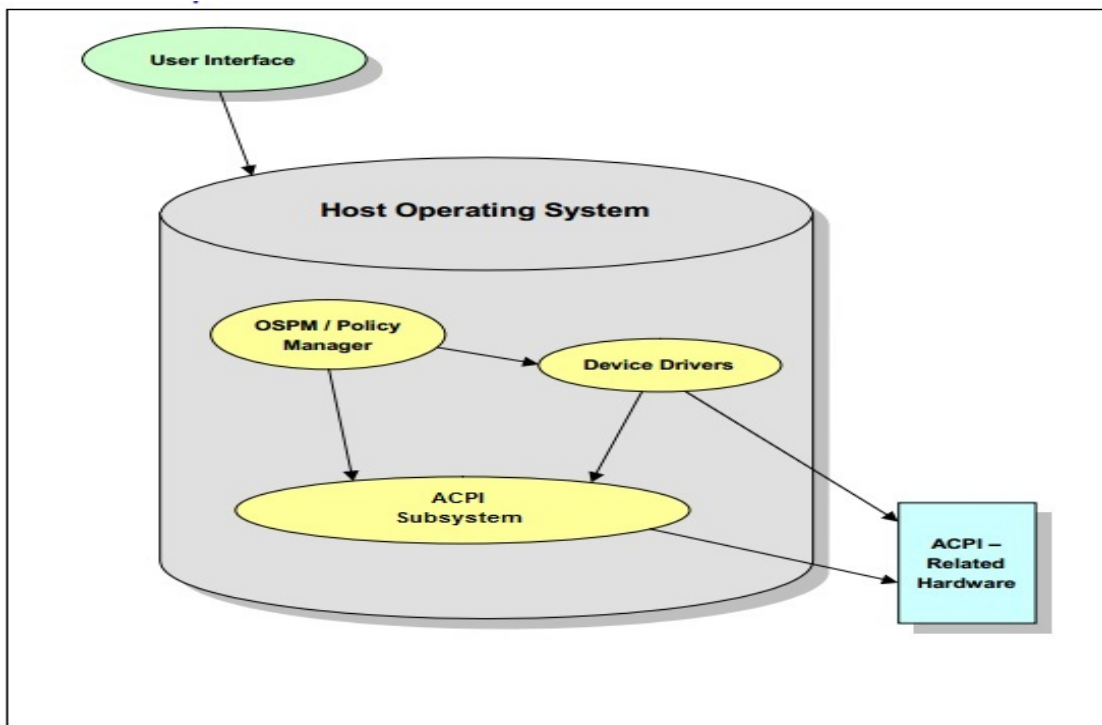 User Interface
Host Operating System
OSPM / Policy
Manager
Device Drivers
ACPI
Subsystem
ACPI –
Related
Hardware